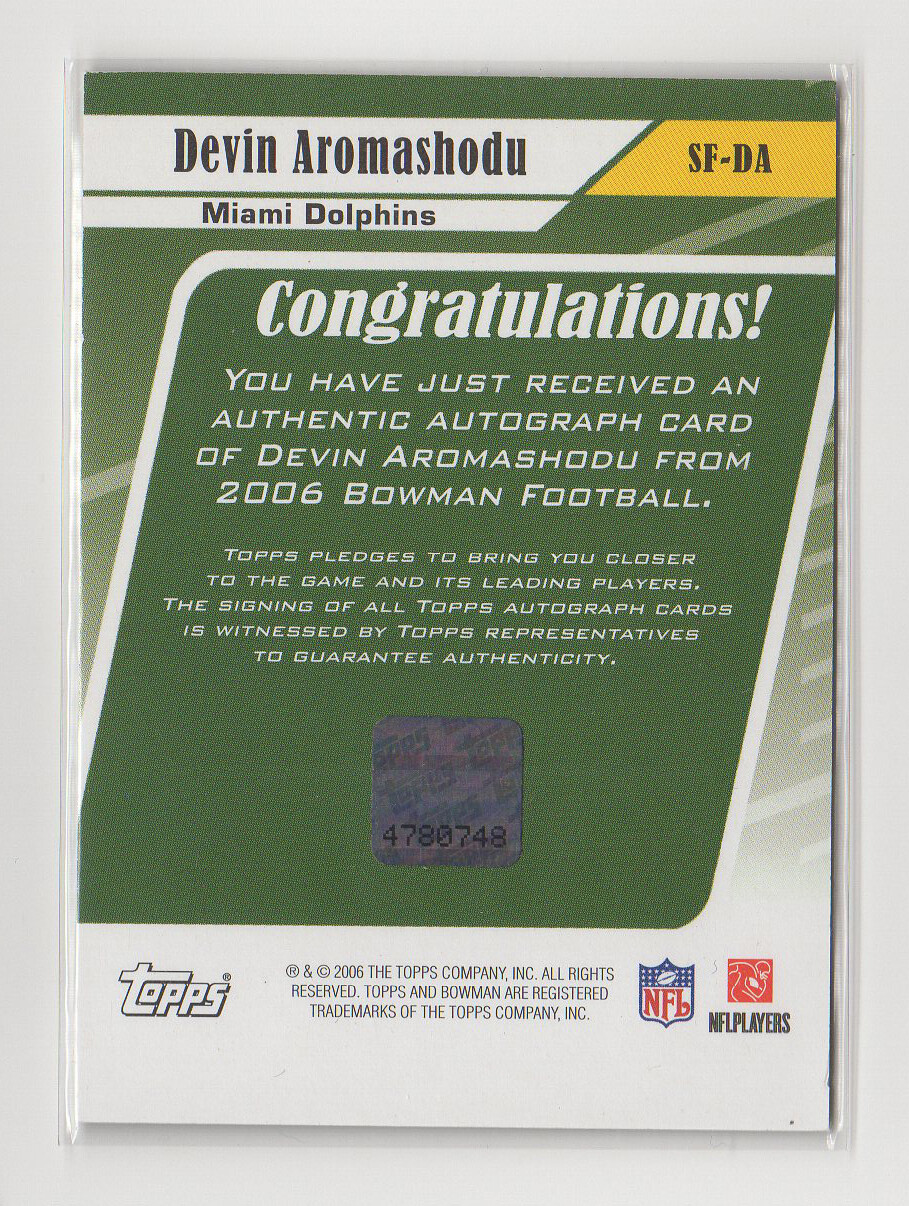 Devin Aromashodu
SF-DA
Miami Dolphins
Congratulations!
YOU HAVE JUST RECEIVED AN
AUTHENTIC AUTOGRAPH CARD
OF DEVIN AROMASHODU FROM
2006 BOWMAN FOOTBALL.
TOPPS PLEDGES TO BRING YOU CLOSER
TO THE GAME AND ITS LEADING PLAYERS.
THE SIGNING OF ALL TOPPS AUTOGRAPH CARDS
IS WITNESSED BY TOPPS REPRESENTATIVES
TO GUARANTEE AUTHENTICITY.
topps topps
topps
4780748
Topps®
® & © 2006 THE TOPPS COMPANY, INC. ALL RIGHTS
RESERVED. TOPPS AND BOWMAN ARE REGISTERED
TRADEMARKS OF THE TOPPS COMPANY, INC.
NFL
NFLPLAYERS